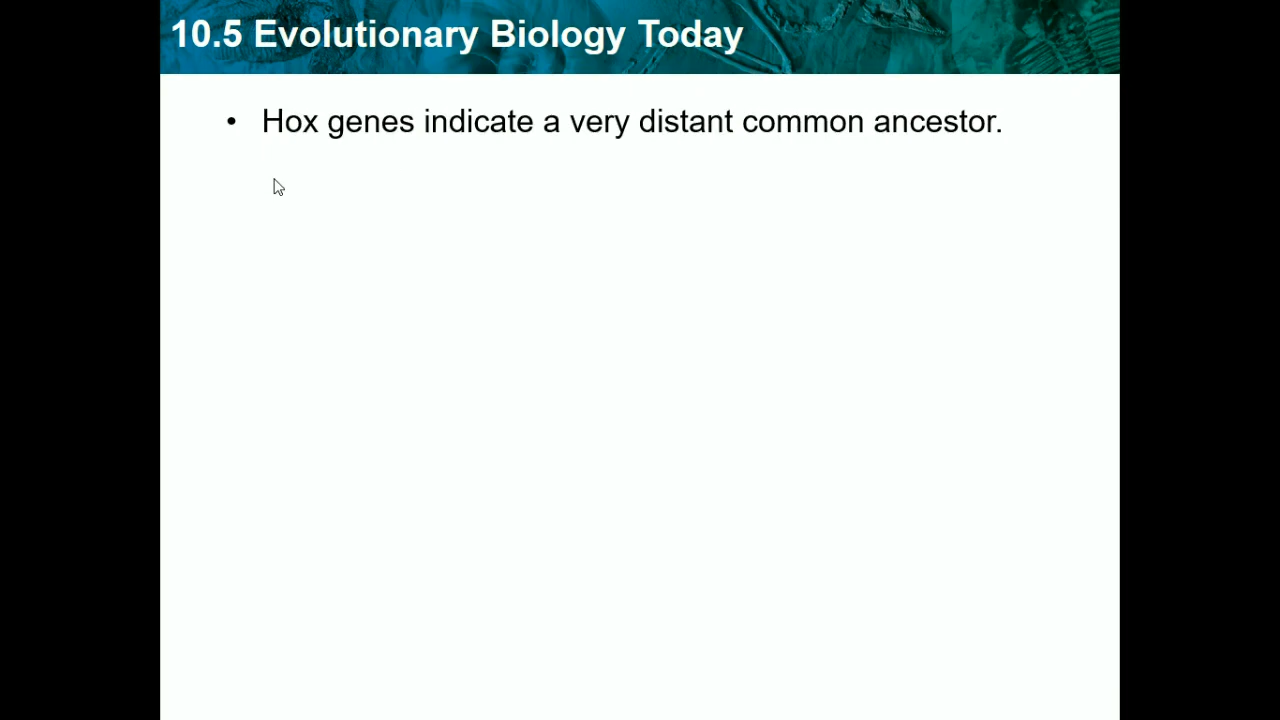 10.5 Evolutionary Biology Today
• Hox genes indicate a very distant common ancestor.